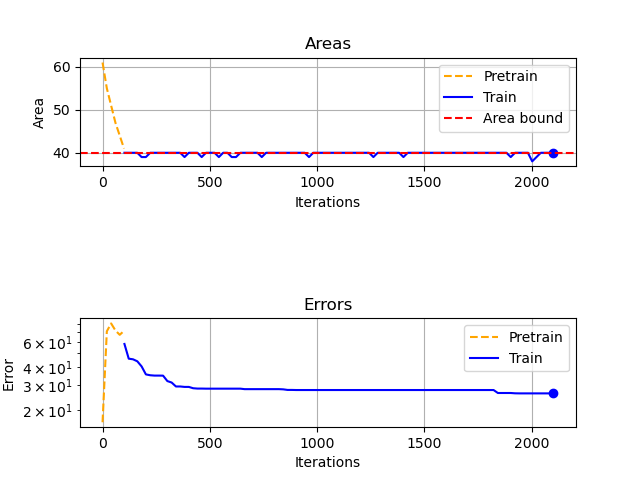 Areas
60
50
40
Area
Pretrain
Train
Area bound
0 500 1000 1500 2000
Iterations
Errors
6 × 10¹
4 × 10¹
3 × 10¹
2 × 10¹
Error
Pretrain
Train
0 500 1000 1500 2000
Iterations